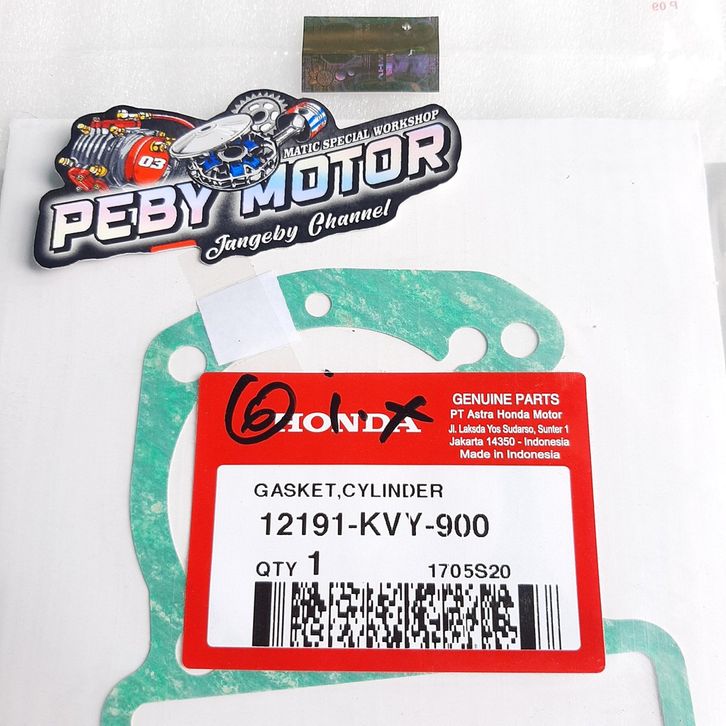 P 09
03
MATIC SPECIAL WORKSHOP
PEBY MOTOR
Jangeby Channel
HONDA
GENUINE PARTS
PT Astra Honda Motor
Jl. Laksda Yos Sudarso, Sunter 1
Jakarta 14350 - Indonesia
Made in Indonesia
GASKET,CYLINDER
12191-KVY-900
QTY 1
1705S20